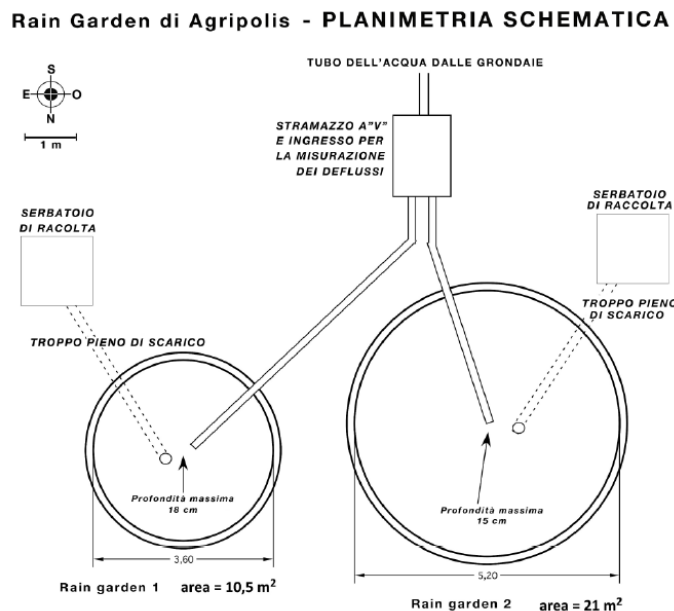 Rain Garden di Agripolis - PLANIMETRIA SCHEMATICA
S
E O
N
1 m
TUBO DELL'ACQUA DALLE GRONDAIE
STRAMAZZO A"V"
E INGRESSO PER
LA MISURAZIONE
DEI DEFLUSSI
SERBATOIO
DI RACOLTA
SERBATOIO
DI RACCOLTA
TROPPO PIENO DI SCARICO
TROPPO PIENO
DI SCARICO
Profondità massima
18 cm
Profondità massima
15 cm
3,60
5,20
Rain garden 1 area = 10,5 m²
Rain garden 2 area = 21 m²